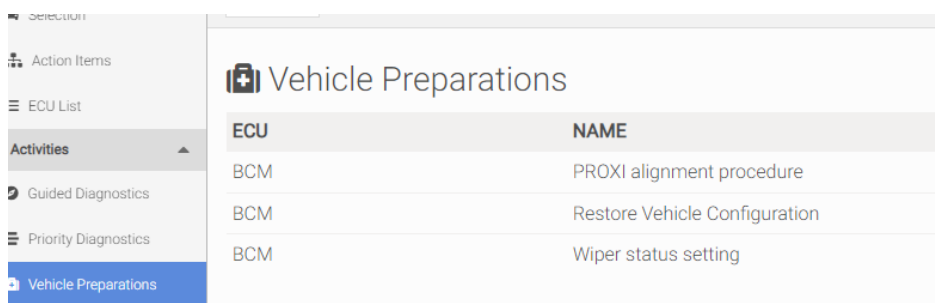 Selection
Action Items
ECU List
Activities
Guided Diagnostics
Priority Diagnostics
Vehicle Preparations
Vehicle Preparations
ECU NAME
BCM PROXI alignment procedure
BCM Restore Vehicle Configuration
BCM Wiper status setting